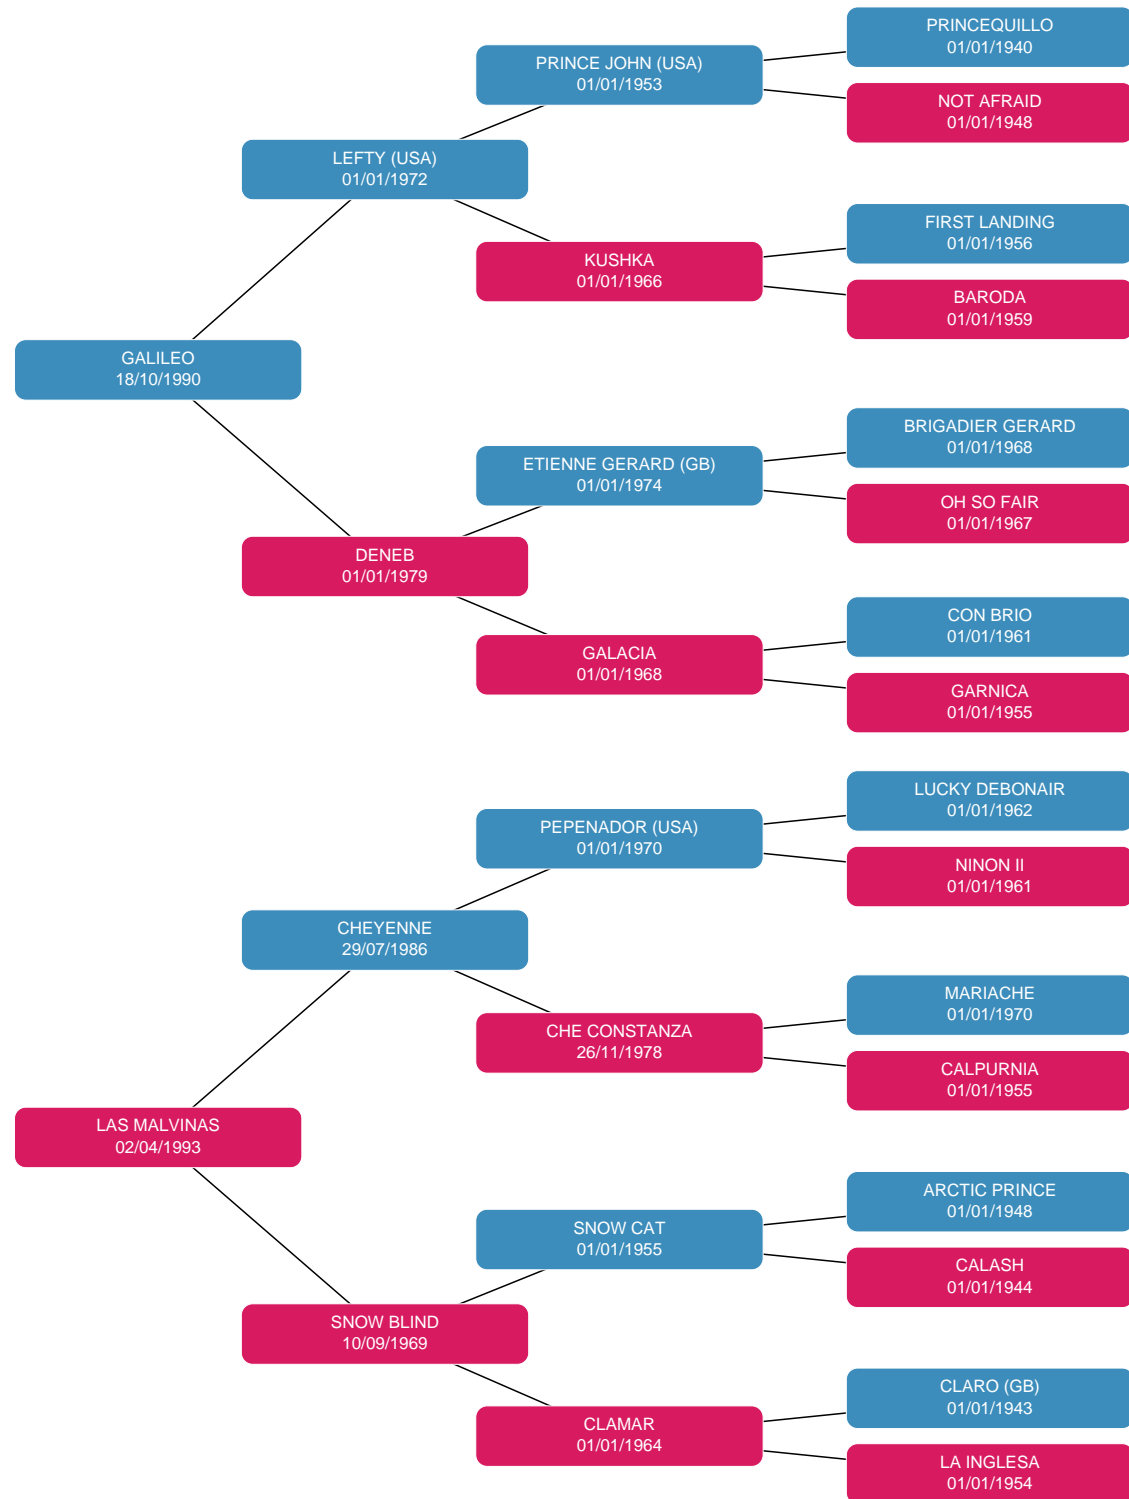 PRINCEQUILLO
01/01/1940
PRINCE JOHN (USA)
01/01/1953
NOT AFRAID
01/01/1948
LEFTY (USA)
01/01/1972
FIRST LANDING
01/01/1956
KUSHKA
01/01/1966
BARODA
01/01/1959
GALILEO
18/10/1990
BRIGADIER GERARD
01/01/1968
ETIENNE GERARD (GB)
01/01/1974
OH SO FAIR
01/01/1967
DENEB
01/01/1979
CON BRIO
01/01/1961
GALACIA
01/01/1968
GARNICA
01/01/1955
LUCKY DEBONAIR
01/01/1962
PEPENADOR (USA)
01/01/1970
NINON II
01/01/1961
CHEYENNE
29/07/1986
MARIACHE
01/01/1970
CHE CONSTANZA
26/11/1978
CALPURNIA
01/01/1955
LAS MALVINAS
02/04/1993
ARCTIC PRINCE
01/01/1948
SNOW CAT
01/01/1955
CALASH
01/01/1944
SNOW BLIND
10/09/1969
CLARO (GB)
01/01/1943
CLAMAR
01/01/1964
LA INGLESA
01/01/1954